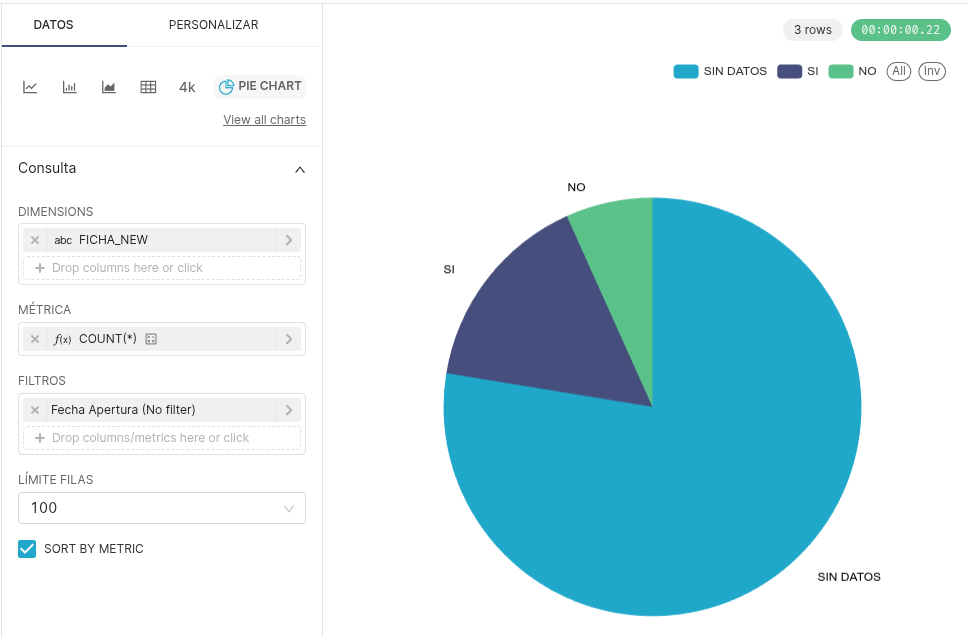 DATOS
PERSONALIZAR
4k
PIE CHART
View all charts
Consulta
DIMENSIONS
abc FICHA_NEW
Drop columns here or click
MÉTRICA
f(x) COUNT(*)
FILTROS
Fecha Apertura (No filter)
Drop columns/metrics here or click
LÍMITE FILAS
100
SORT BY METRIC
3 rows
00:00:00.22
SIN DATOS
SI
NO
All
Inv
NO
SI
SIN DATOS